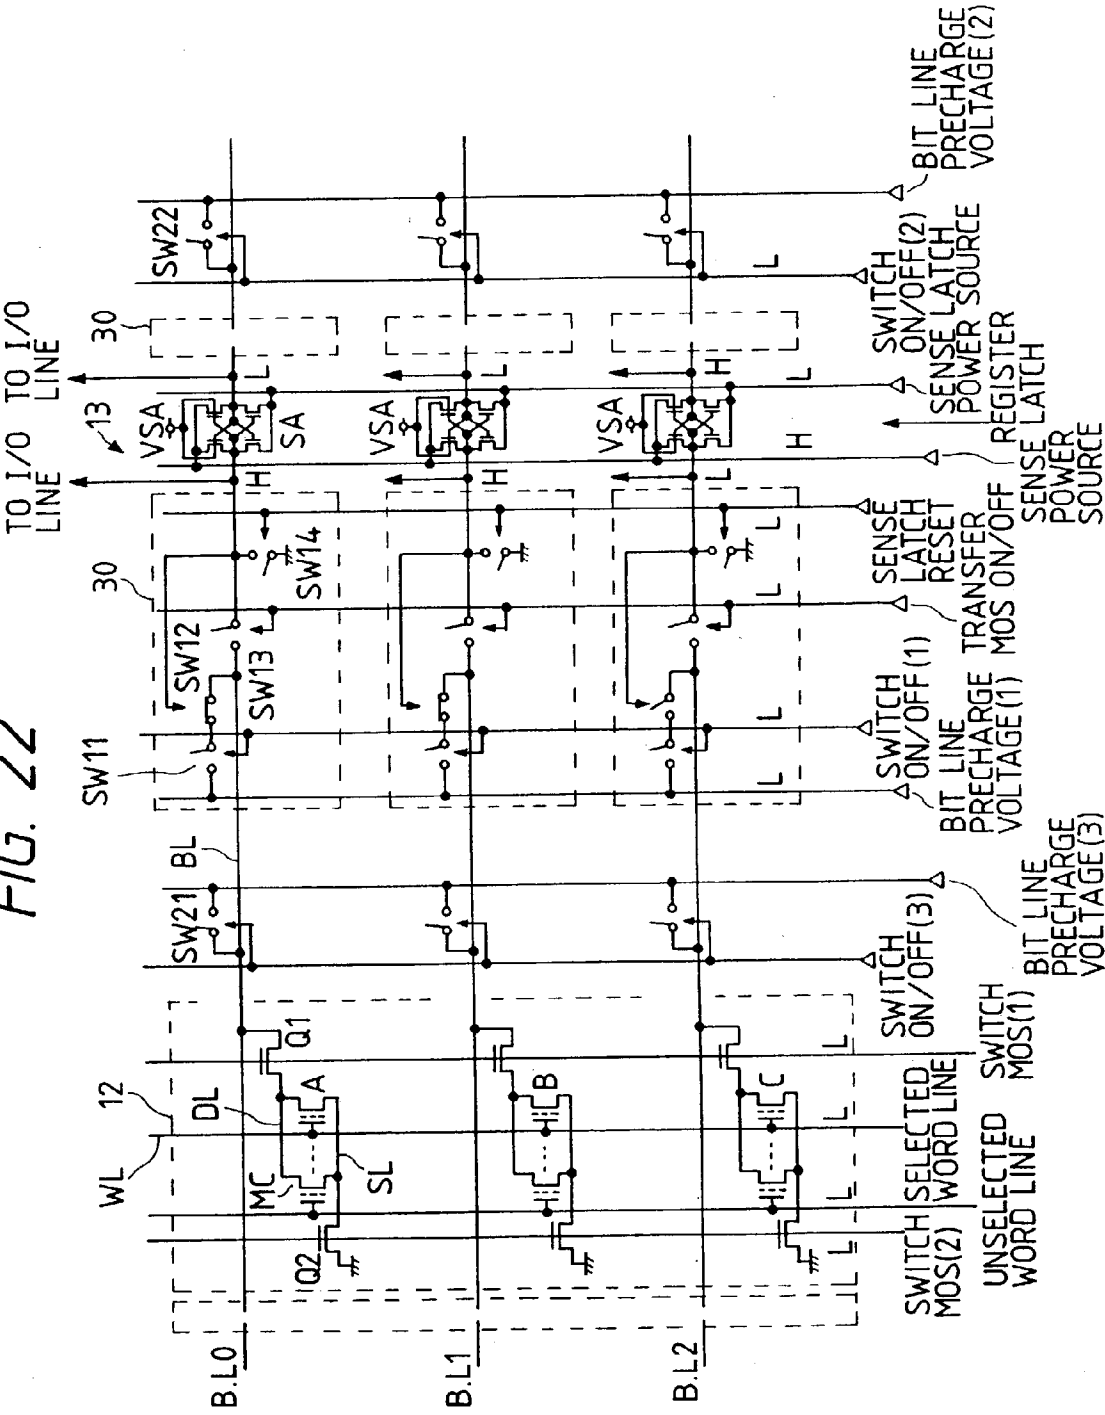 FIG. 22
TO I/O
LINE
TO I/O
LINE
13
30
30
12
WL
DL
MC
A
Q1
Q2
SL
SW21
BL
SW11
SW12
SW13
SW14
VSA
SA
SW22
H
L
B.L0
B
VSA
H
L
B.L1
C
VSA
L
H
B.L2
L
L
L
L
L
L
L
L
H
L
L
SWITCH
MOS(2)
UNSELECTED
WORD LINE
SELECTED
WORD LINE
SWITCH
MOS(1)
SWITCH
ON/OFF(3)
BIT LINE
PRECHARGE
VOLTAGE(3)
BIT LINE
PRECHARGE
VOLTAGE(1)
SWITCH
ON/OFF(1)
TRANSFER
MOS ON/OFF
SENSE
LATCH
RESET
SENSE LATCH
POWER
SOURCE
REGISTER
SENSE LATCH
POWER SOURCE
SWITCH
ON/OFF(2)
BIT LINE
PRECHARGE
VOLTAGE(2)